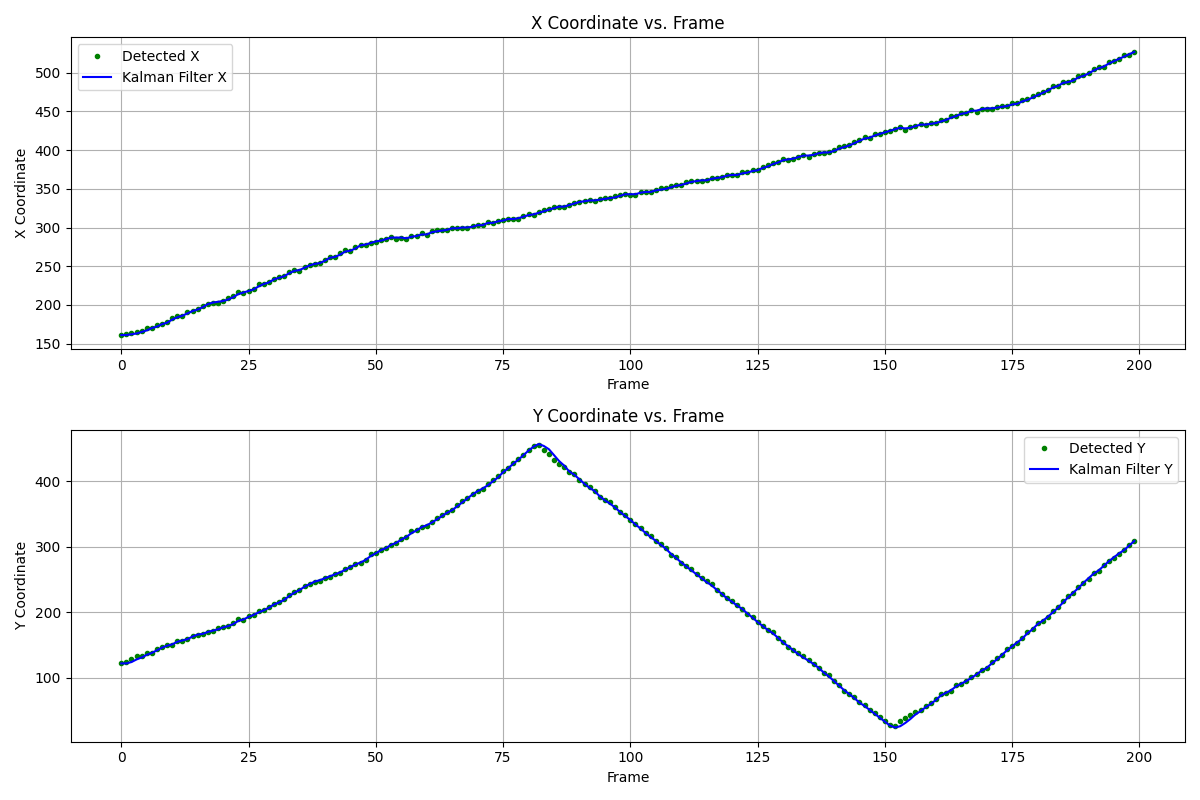 X Coordinate vs. Frame
Detected X
Kalman Filter X
X Coordinate
500
450
400
350
300
250
200
150
0 25 50 75 100 125 150 175 200
Frame
Y Coordinate vs. Frame
Detected Y
Kalman Filter Y
Y Coordinate
400
300
200
100
0 25 50 75 100 125 150 175 200
Frame